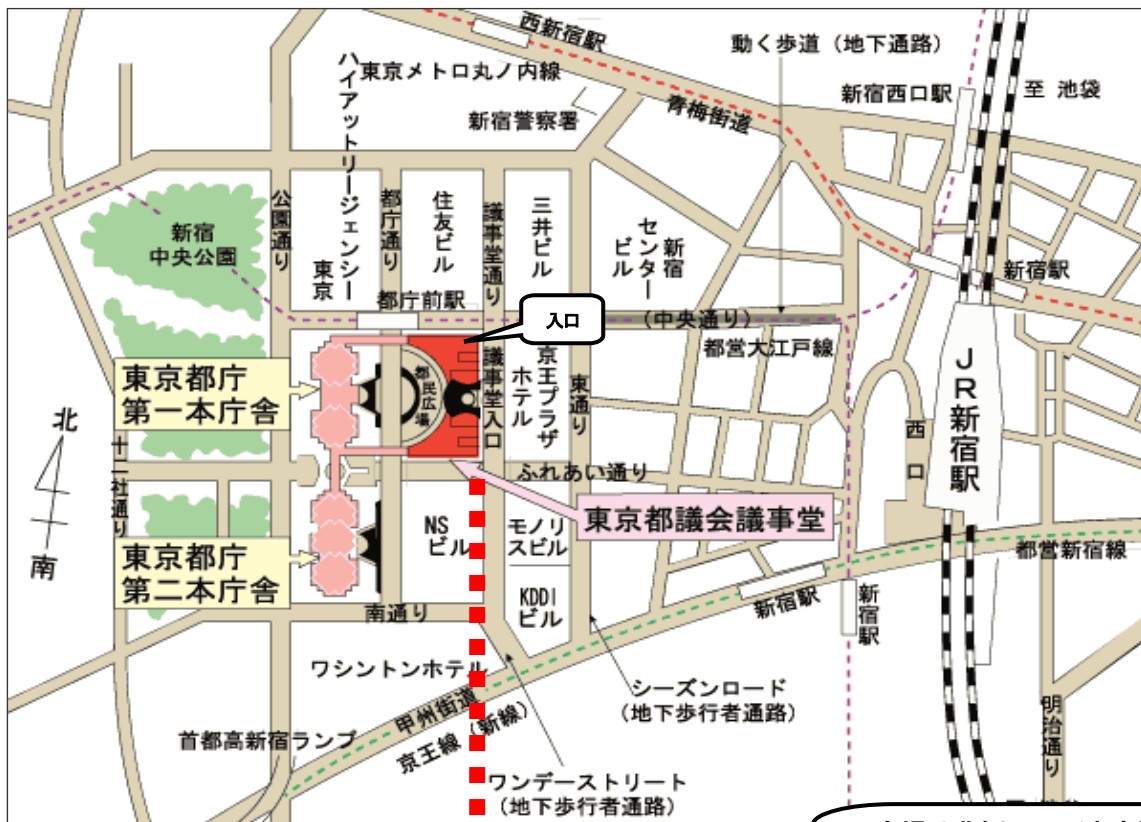 西新宿駅
動く歩道（地下通路）
東京メトロ丸ノ内線
新宿西口駅
至 池袋
青梅街道
新宿警察署
ハイアットリージェンシー
東京
公園通り
都庁通り
住友ビル
議事堂通り
三井ビル
新宿
センター
ビル
新宿
中央公園
新宿駅
都庁前駅
入口
（中央通り）
都営大江戸線
東京都庁
第一本庁舎
都民広場
議事堂入口
京王プラザ
ホテル
東通り
JR新宿駅
西口
北
南
十二社通り
ふれあい通り
東京都議会議事堂
NS
ビル
モノリ
スビル
東京都庁
第二本庁舎
都営新宿線
KDDI
ビル
新宿駅
新宿駅
南通り
ワシントンホテル
シーズンロード
（地下歩行者通路）
甲州街道
（新線）
京王線
首都高新宿ランプ
明治通り
ワンデーストリート
（地下歩行者通路）